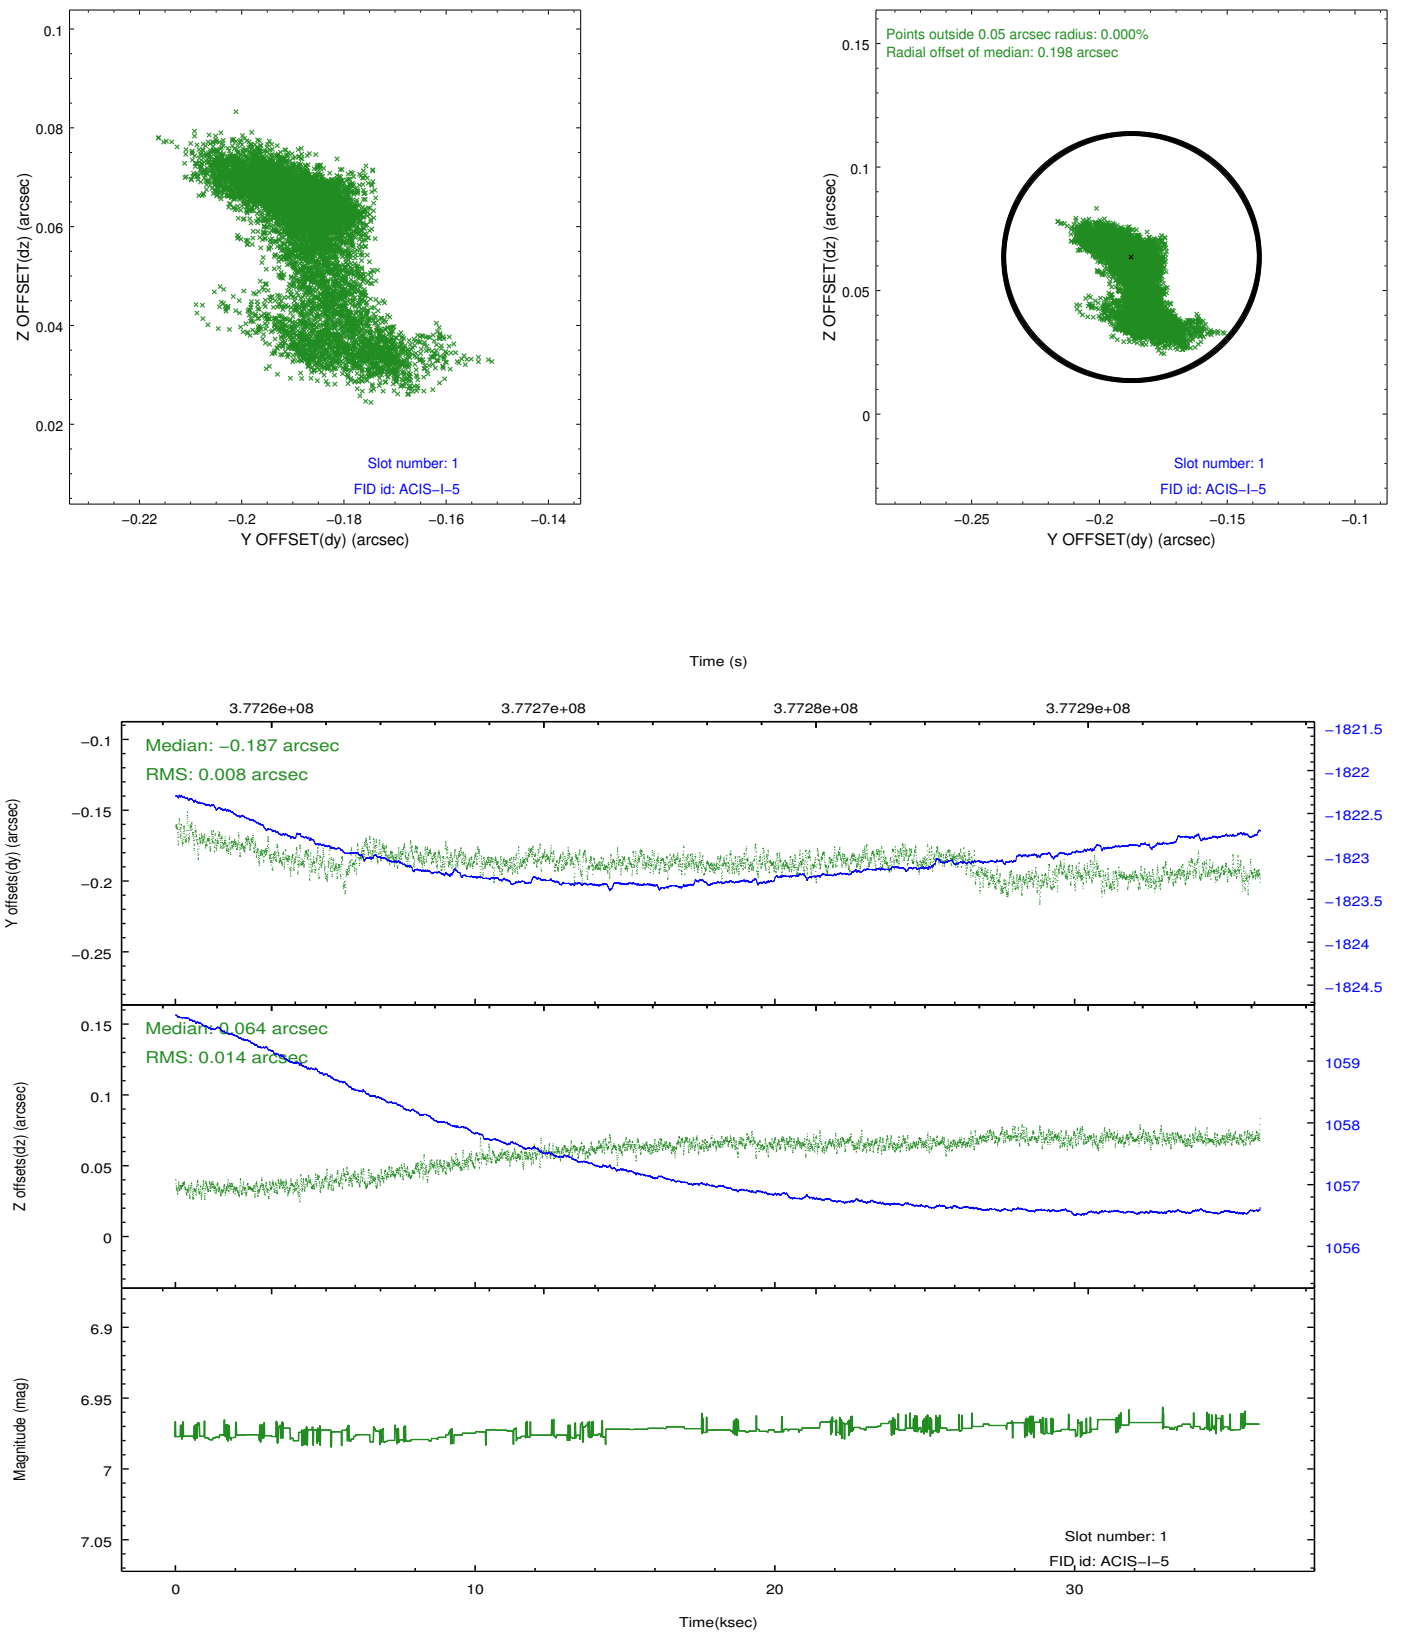 0.1
0.08
0.06
0.04
0.02
Z OFFSET(dz) (arcsec)
Slot number: 1
FID id: ACIS−I−5
−0.22 −0.2 −0.18 −0.16 −0.14
Y OFFSET(dy) (arcsec)
Points outside 0.05 arcsec radius: 0.000%
Radial offset of median: 0.198 arcsec
0.15
0.1
0.05
0
Z OFFSET(dz) (arcsec)
Slot number: 1
FID id: ACIS−I−5
−0.25 −0.2 −0.15 −0.1
Y OFFSET(dy) (arcsec)
Time (s)
3.7726e+08 3.7727e+08 3.7728e+08 3.7729e+08
Median: −0.187 arcsec
RMS: 0.008 arcsec
−0.1
−0.15
−0.2
−0.25
Y offsets(dy) (arcsec)
−1821.5
−1822
−1822.5
−1823
−1823.5
−1824
−1824.5
Median: 0.064 arcsec
RMS: 0.014 arcsec
0.15
0.1
0.05
0
Z offsets(dz) (arcsec)
1059
1058
1057
1056
6.9
6.95
7
7.05
Magnitude (mag)
Slot number: 1
FID id: ACIS−I−5
0 10 20 30
Time(ksec)